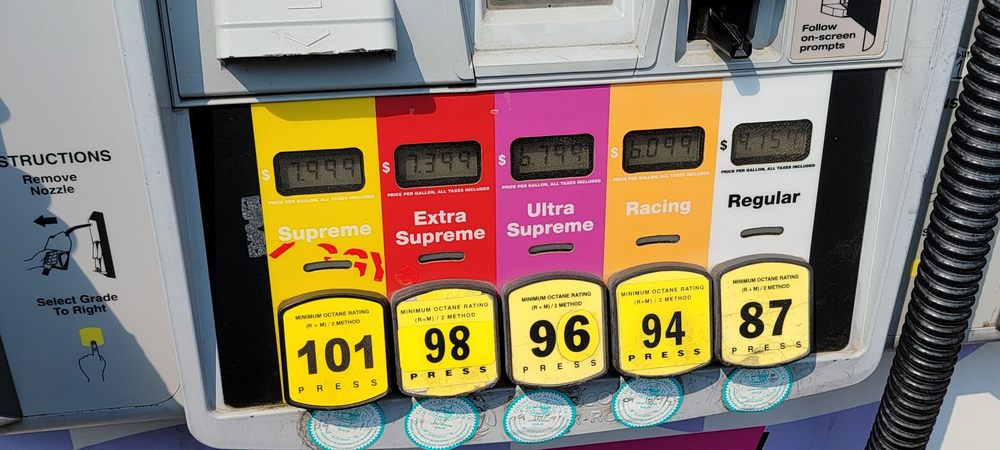 Follow
on-screen
prompts
STRUCTIONS
Remove
Nozzle
Select Grade
To Right
$
7.999
PRICE PER GALLON, ALL TAXES INCLUDED
Supreme
$
7.399
PRICE PER GALLON, ALL TAXES INCLUDED
Extra
Supreme
$
6.749
PRICE PER GALLON, ALL TAXES INCLUDED
Ultra
Supreme
$
6.099
PRICE PER GALLON, ALL TAXES INCLUDED
Racing
$
PRICE PER GALLON, ALL TAXES INCLUDED
Regular
MINIMUM OCTANE RATING
(R+M) / 2 METHOD
101
PRESS
MINIMUM OCTANE RATING
(R+M) / 2 METHOD
98
PRESS
MINIMUM OCTANE RATING
(R+M) / 2 METHOD
96
PRESS
MINIMUM OCTANE RATING
(R+M) / 2 METHOD
94
PRESS
MINIMUM OCTANE RATING
(R+M) / 2 METHOD
87
PRESS